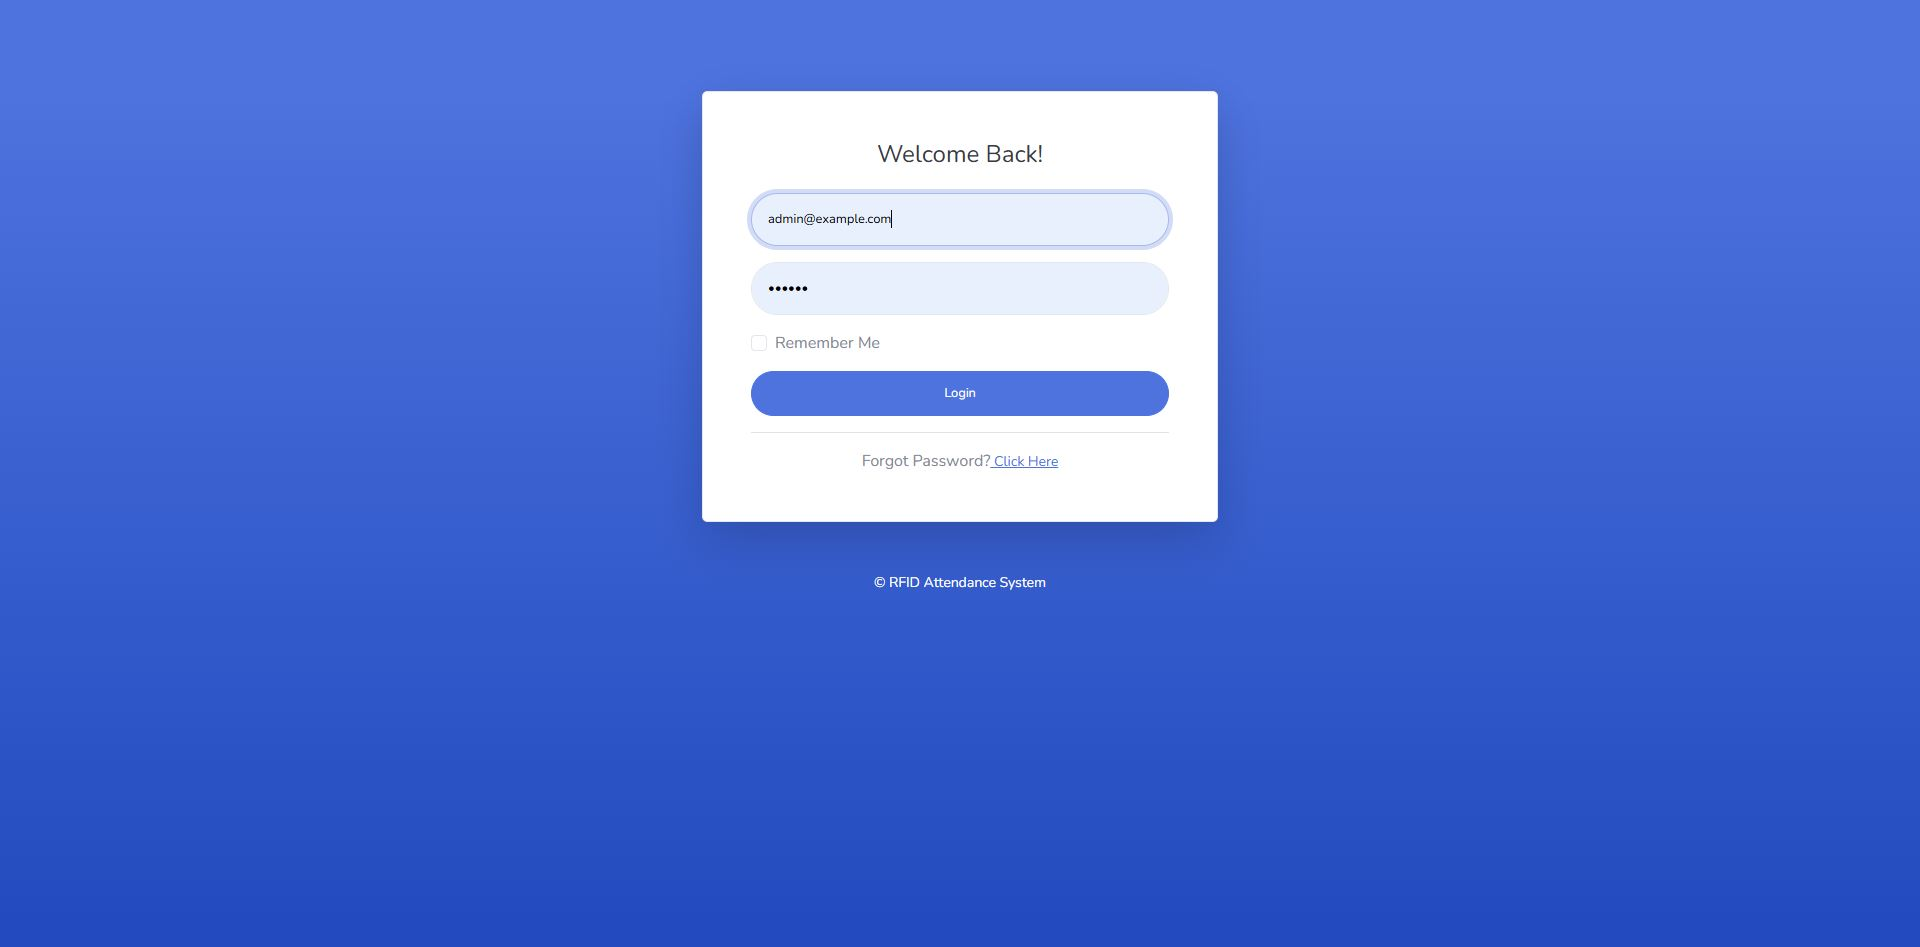 Welcome Back!
admin@example.com
••••••
Remember Me
Login
Forgot Password? Click Here
© RFID Attendance System